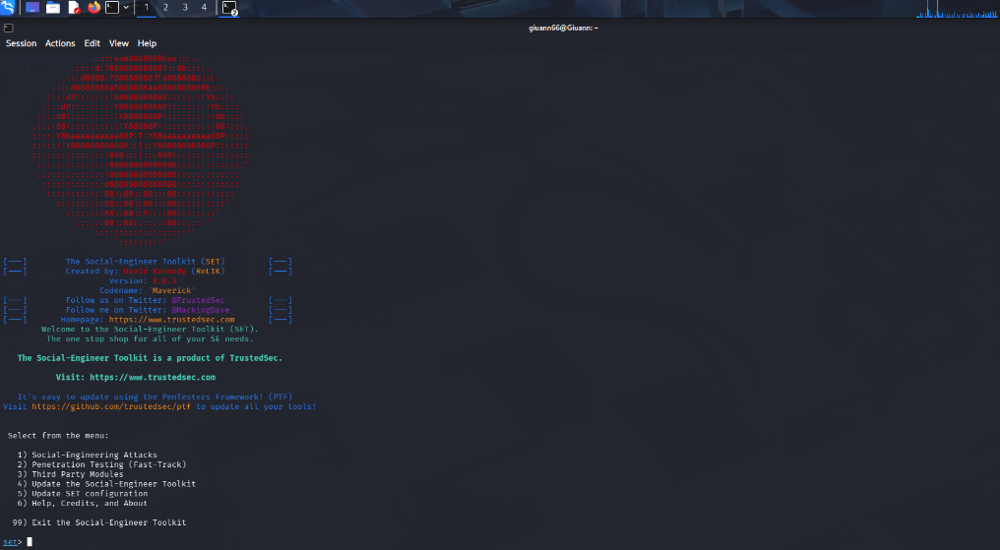 1 2 3 4
giuann66@Giuann: ~
Session Actions Edit View Help
[---] The Social-Engineer Toolkit (SET) [---]
[---] Created by: David Kennedy (ReL1K) [---]
Version: 8.0.3
Codename: 'Maverick'
[---] Follow us on Twitter: @TrustedSec [---]
[---] Follow me on Twitter: @HackingDave [---]
[---] Homepage: https://www.trustedsec.com [---]
Welcome to the Social-Engineer Toolkit (SET).
The one stop shop for all of your SE needs.
The Social-Engineer Toolkit is a product of TrustedSec.
Visit: https://www.trustedsec.com
It's easy to update using the PenTesters Framework! (PTF)
Visit https://github.com/trustedsec/ptf to update all your tools!
Select from the menu:
1) Social-Engineering Attacks
2) Penetration Testing (Fast-Track)
3) Third Party Modules
4) Update the Social-Engineer Toolkit
5) Update SET configuration
6) Help, Credits, and About
99) Exit the Social-Engineer Toolkit
set>